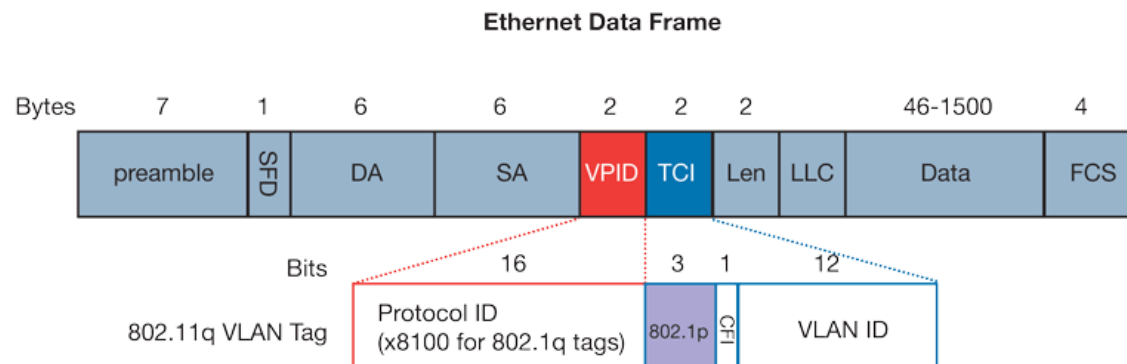 Ethernet Data Frame
Bytes 7 1 6 6 2 2 2 46-1500 4
preamble SFD DA SA VPID TCI Len LLC Data FCS
Bits 16 3 1 12
802.11q VLAN Tag
Protocol ID
(x8100 for 802.1q tags)
802.1p CFI VLAN ID